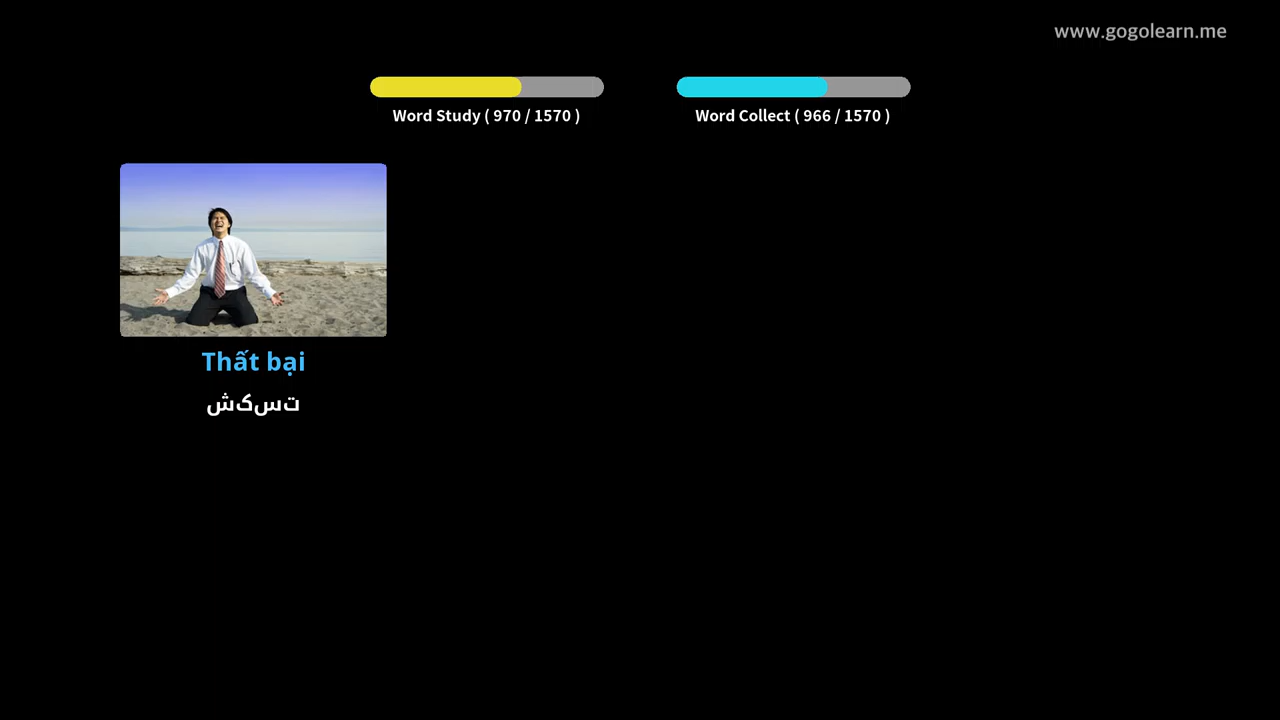 www.gogolearn.me
Word Study ( 970 / 1570 )
Word Collect ( 966 / 1570 )
Thất bại
تسکش